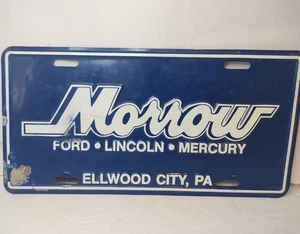 Morrow
FORD • LINCOLN • MERCURY
ELLWOOD CITY, PA